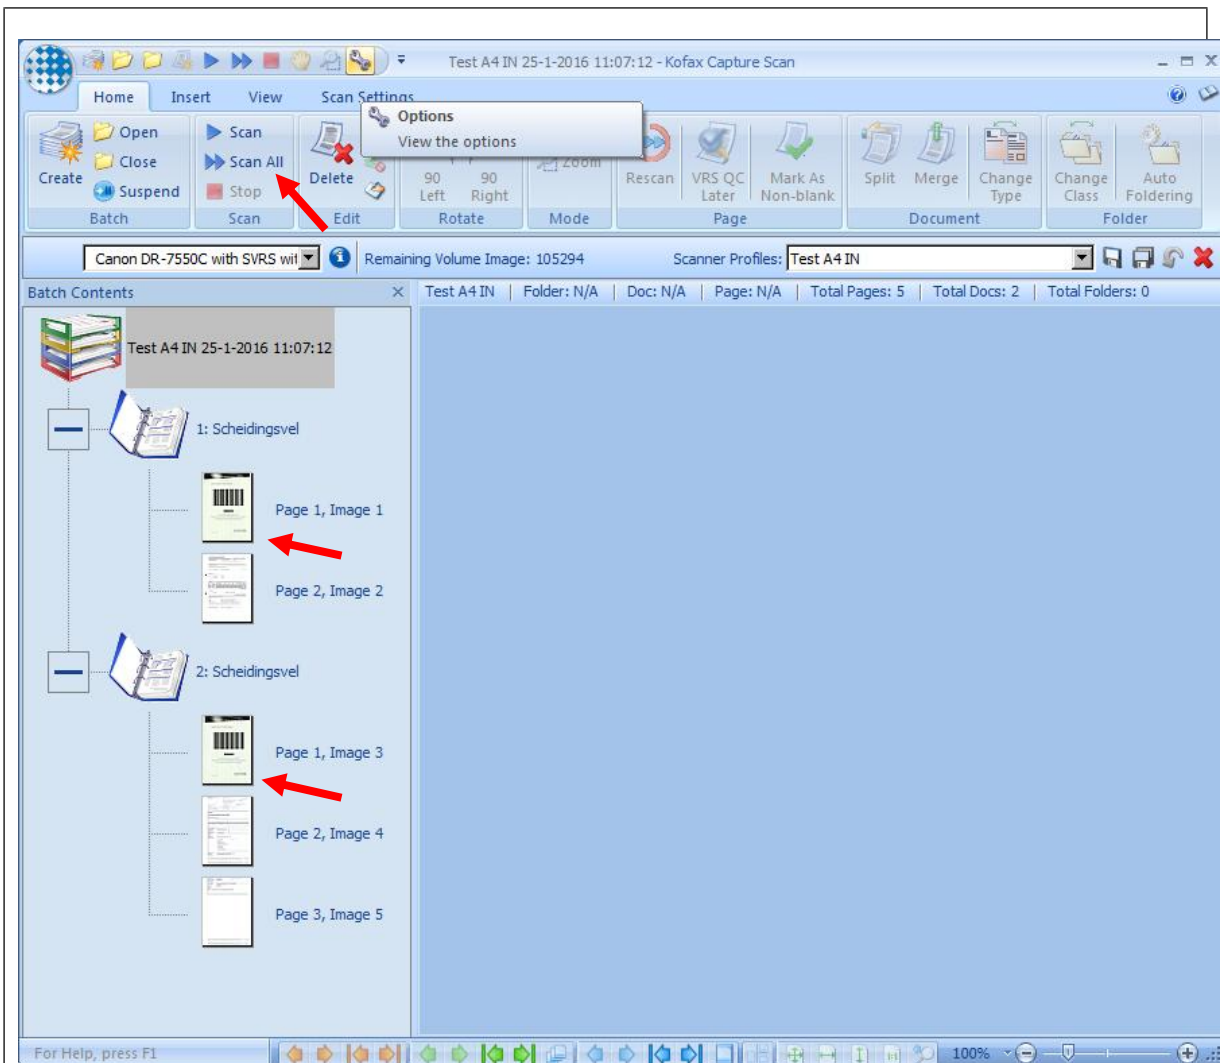 Test A4 IN 25-1-2016 11:07:12 - Kofax Capture Scan
Home Insert View Scan Settings
Options
View the options
Create
Open
Close
Suspend
Batch
Scan
Scan All
Stop
Scan
Delete
Edit
90 Left
90 Right
Rotate
Zoom
Mode
Rescan
VRS QC Later
Mark As Non-blank
Page
Split
Merge
Change Type
Document
Change Class
Auto Foldering
Folder
Canon DR-7550C with SVRS wit
Remaining Volume Image: 105294
Scanner Profiles: Test A4 IN
Batch Contents
Test A4 IN | Folder: N/A | Doc: N/A | Page: N/A | Total Pages: 5 | Total Docs: 2 | Total Folders: 0
Test A4 IN 25-1-2016 11:07:12
1: Scheidingsvel
Page 1, Image 1
Page 2, Image 2
2: Scheidingsvel
Page 1, Image 3
Page 2, Image 4
Page 3, Image 5
For Help, press F1
100%